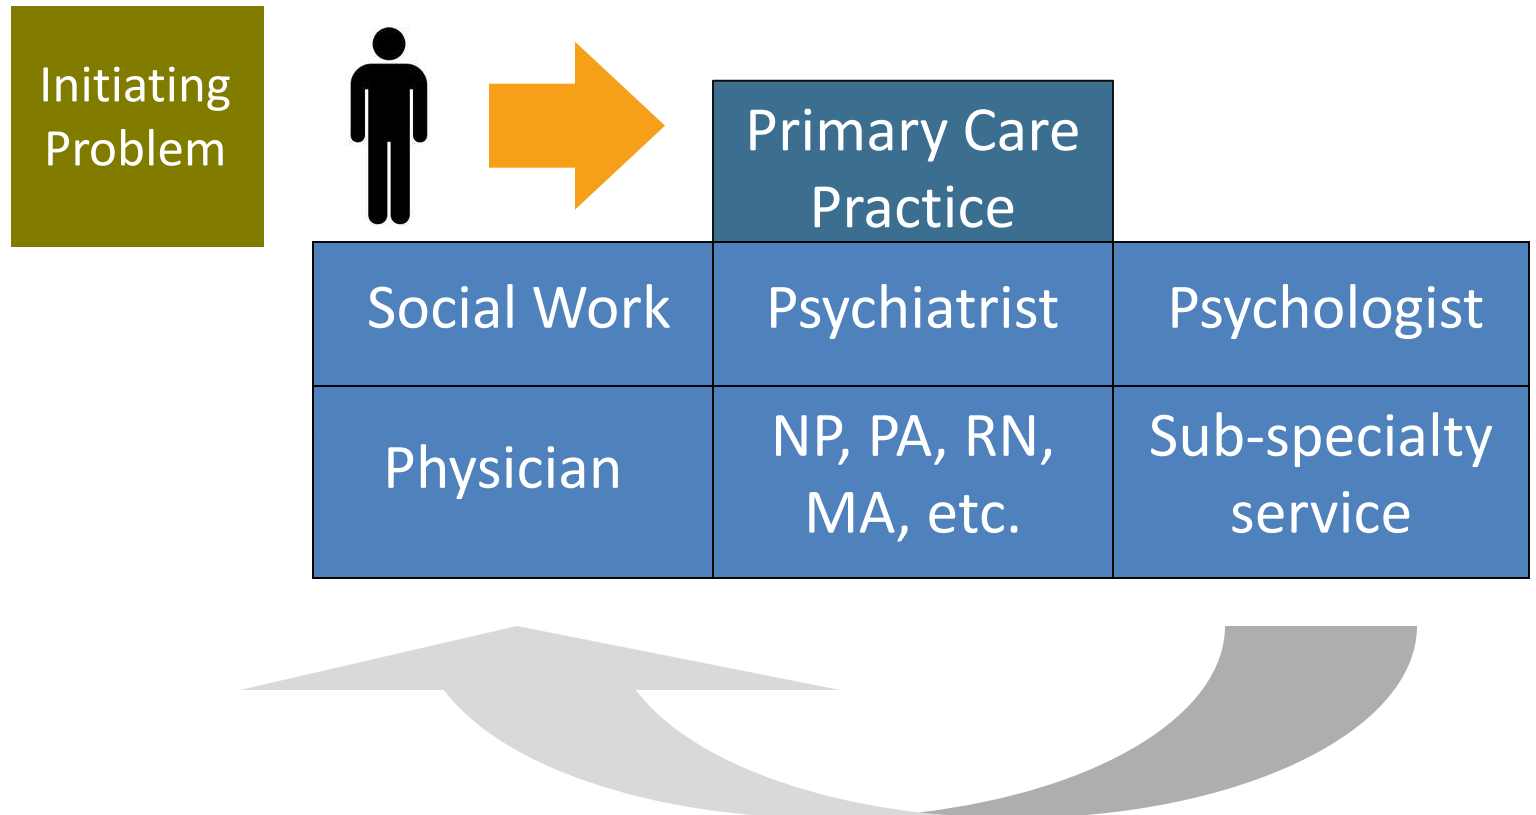 Initiating
Problem
Primary Care
Practice
Social Work
Psychiatrist
Psychologist
Physician
NP, PA, RN,
MA, etc.
Sub-specialty
service